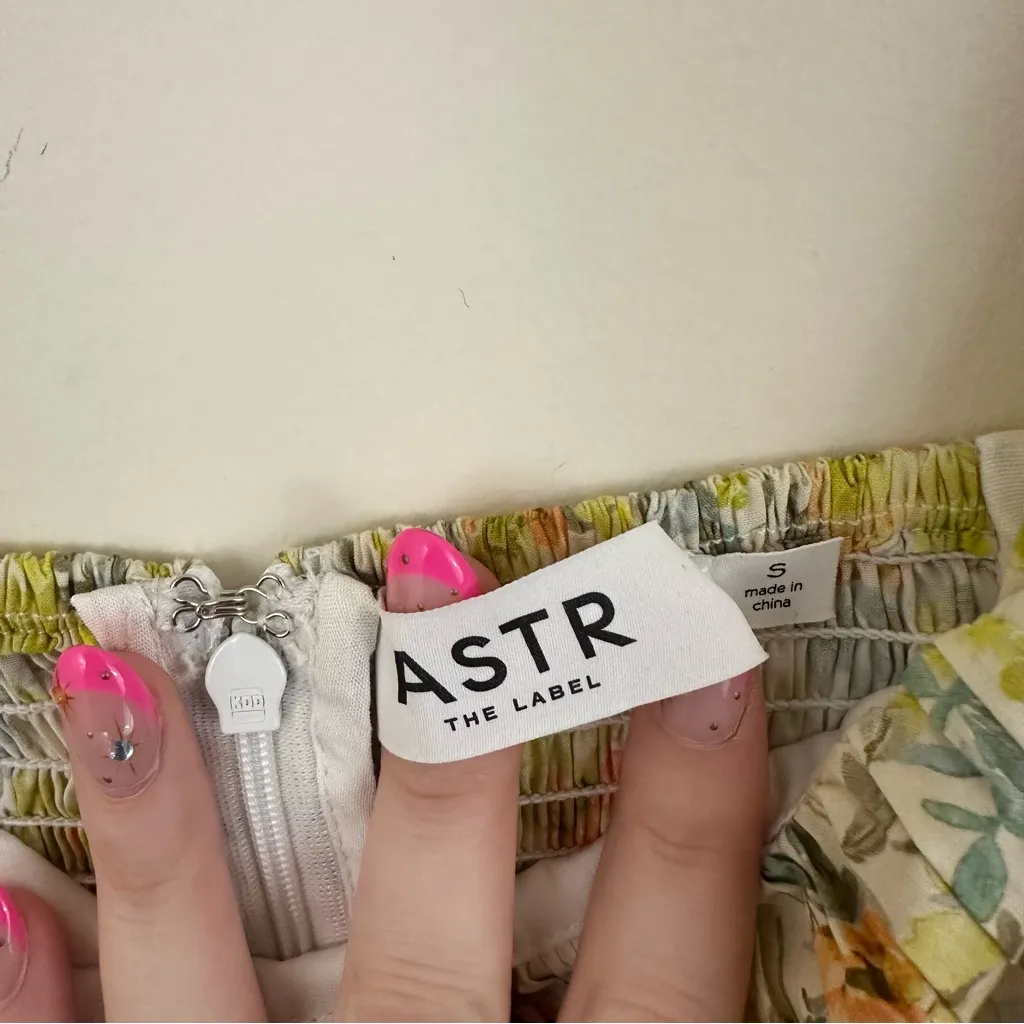 ASTR
THE LABEL
S
made in
china